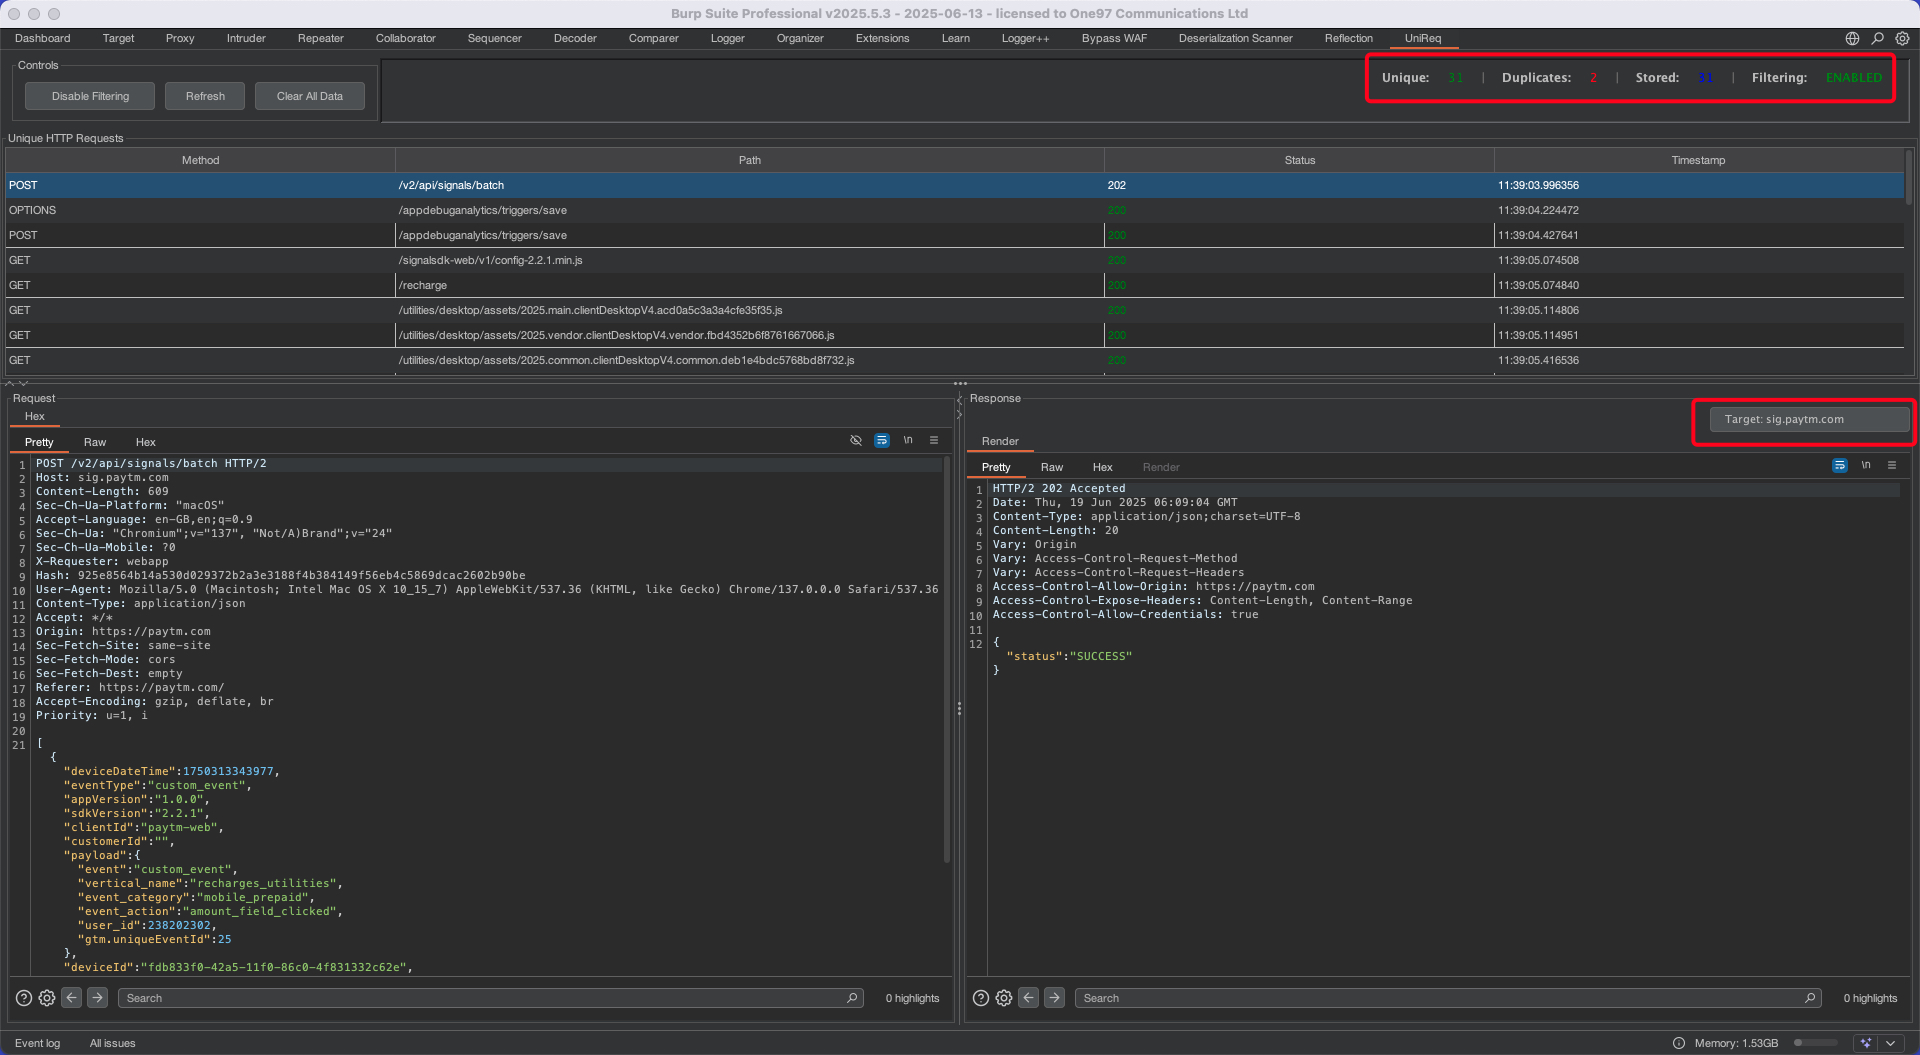 Burp Suite Professional v2025.5.3 - 2025-06-13 - licensed to One97 Communications Ltd
Dashboard Target Proxy Intruder Repeater Collaborator Sequencer Decoder Comparer Logger Organizer Extensions Learn Logger++ Bypass WAF Deserialization Scanner Reflection UniReq
Controls
Disable Filtering Refresh Clear All Data
Unique: 31 | Duplicates: 2 | Stored: 31 | Filtering: ENABLED
Unique HTTP Requests
Method Path Status Timestamp
POST /v2/api/signals/batch 202 11:39:03.996356
OPTIONS /appdebuganalytics/triggers/save 200 11:39:04.224472
POST /appdebuganalytics/triggers/save 200 11:39:04.427641
GET /signalsdk-web/v1/config-2.2.1.min.js 200 11:39:05.074508
GET /recharge 200 11:39:05.074840
GET /utilities/desktop/assets/2025.main.clientDesktopV4.acd0a5c3a3a4cfe35f35.js 200 11:39:05.114806
GET /utilities/desktop/assets/2025.vendor.clientDesktopV4.vendor.fbd4352b6f8761667066.js 200 11:39:05.114951
GET /utilities/desktop/assets/2025.common.clientDesktopV4.common.deb1e4bdc5768bd8f732.js 200 11:39:05.416536
Request
Hex
Pretty Raw Hex \n
1 POST /v2/api/signals/batch HTTP/2
2 Host: sig.paytm.com
3 Content-Length: 609
4 Sec-Ch-Ua-Platform: "macOS"
5 Accept-Language: en-GB,en;q=0.9
6 Sec-Ch-Ua: "Chromium";v="137", "Not/A)Brand";v="24"
7 Sec-Ch-Ua-Mobile: ?0
8 X-Requester: webapp
9 Hash: 925e8564b14a530d029372b2a3e3188f4b384149f56eb4c5869dcac2602b90be
10 User-Agent: Mozilla/5.0 (Macintosh; Intel Mac OS X 10_15_7) AppleWebKit/537.36 (KHTML, like Gecko) Chrome/137.0.0.0 Safari/537.36
11 Content-Type: application/json
12 Accept: */*
13 Origin: https://paytm.com
14 Sec-Fetch-Site: same-site
15 Sec-Fetch-Mode: cors
16 Sec-Fetch-Dest: empty
17 Referer: https://paytm.com/
18 Accept-Encoding: gzip, deflate, br
19 Priority: u=1, i
20
21 [
{
"deviceDateTime":1750313343977,
"eventType":"custom_event",
"appVersion":"1.0.0",
"sdkVersion":"2.2.1",
"clientId":"paytm-web",
"customerId":"",
"payload":{
"event":"custom_event",
"vertical_name":"recharges_utilities",
"event_category":"mobile_prepaid",
"event_action":"amount_field_clicked",
"user_id":238202302,
"gtm.uniqueEventId":25
},
"deviceId":"fdb833f0-42a5-11f0-86c0-4f831332c62e",
Search 0 highlights
Response
Target: sig.paytm.com
Render
Pretty Raw Hex Render \n
1 HTTP/2 202 Accepted
2 Date: Thu, 19 Jun 2025 06:09:04 GMT
3 Content-Type: application/json;charset=UTF-8
4 Content-Length: 20
5 Vary: Origin
6 Vary: Access-Control-Request-Method
7 Vary: Access-Control-Request-Headers
8 Access-Control-Allow-Origin: https://paytm.com
9 Access-Control-Expose-Headers: Content-Length, Content-Range
10 Access-Control-Allow-Credentials: true
11
12 {
"status":"SUCCESS"
}
Search 0 highlights
Event log All issues Memory: 1.53GB